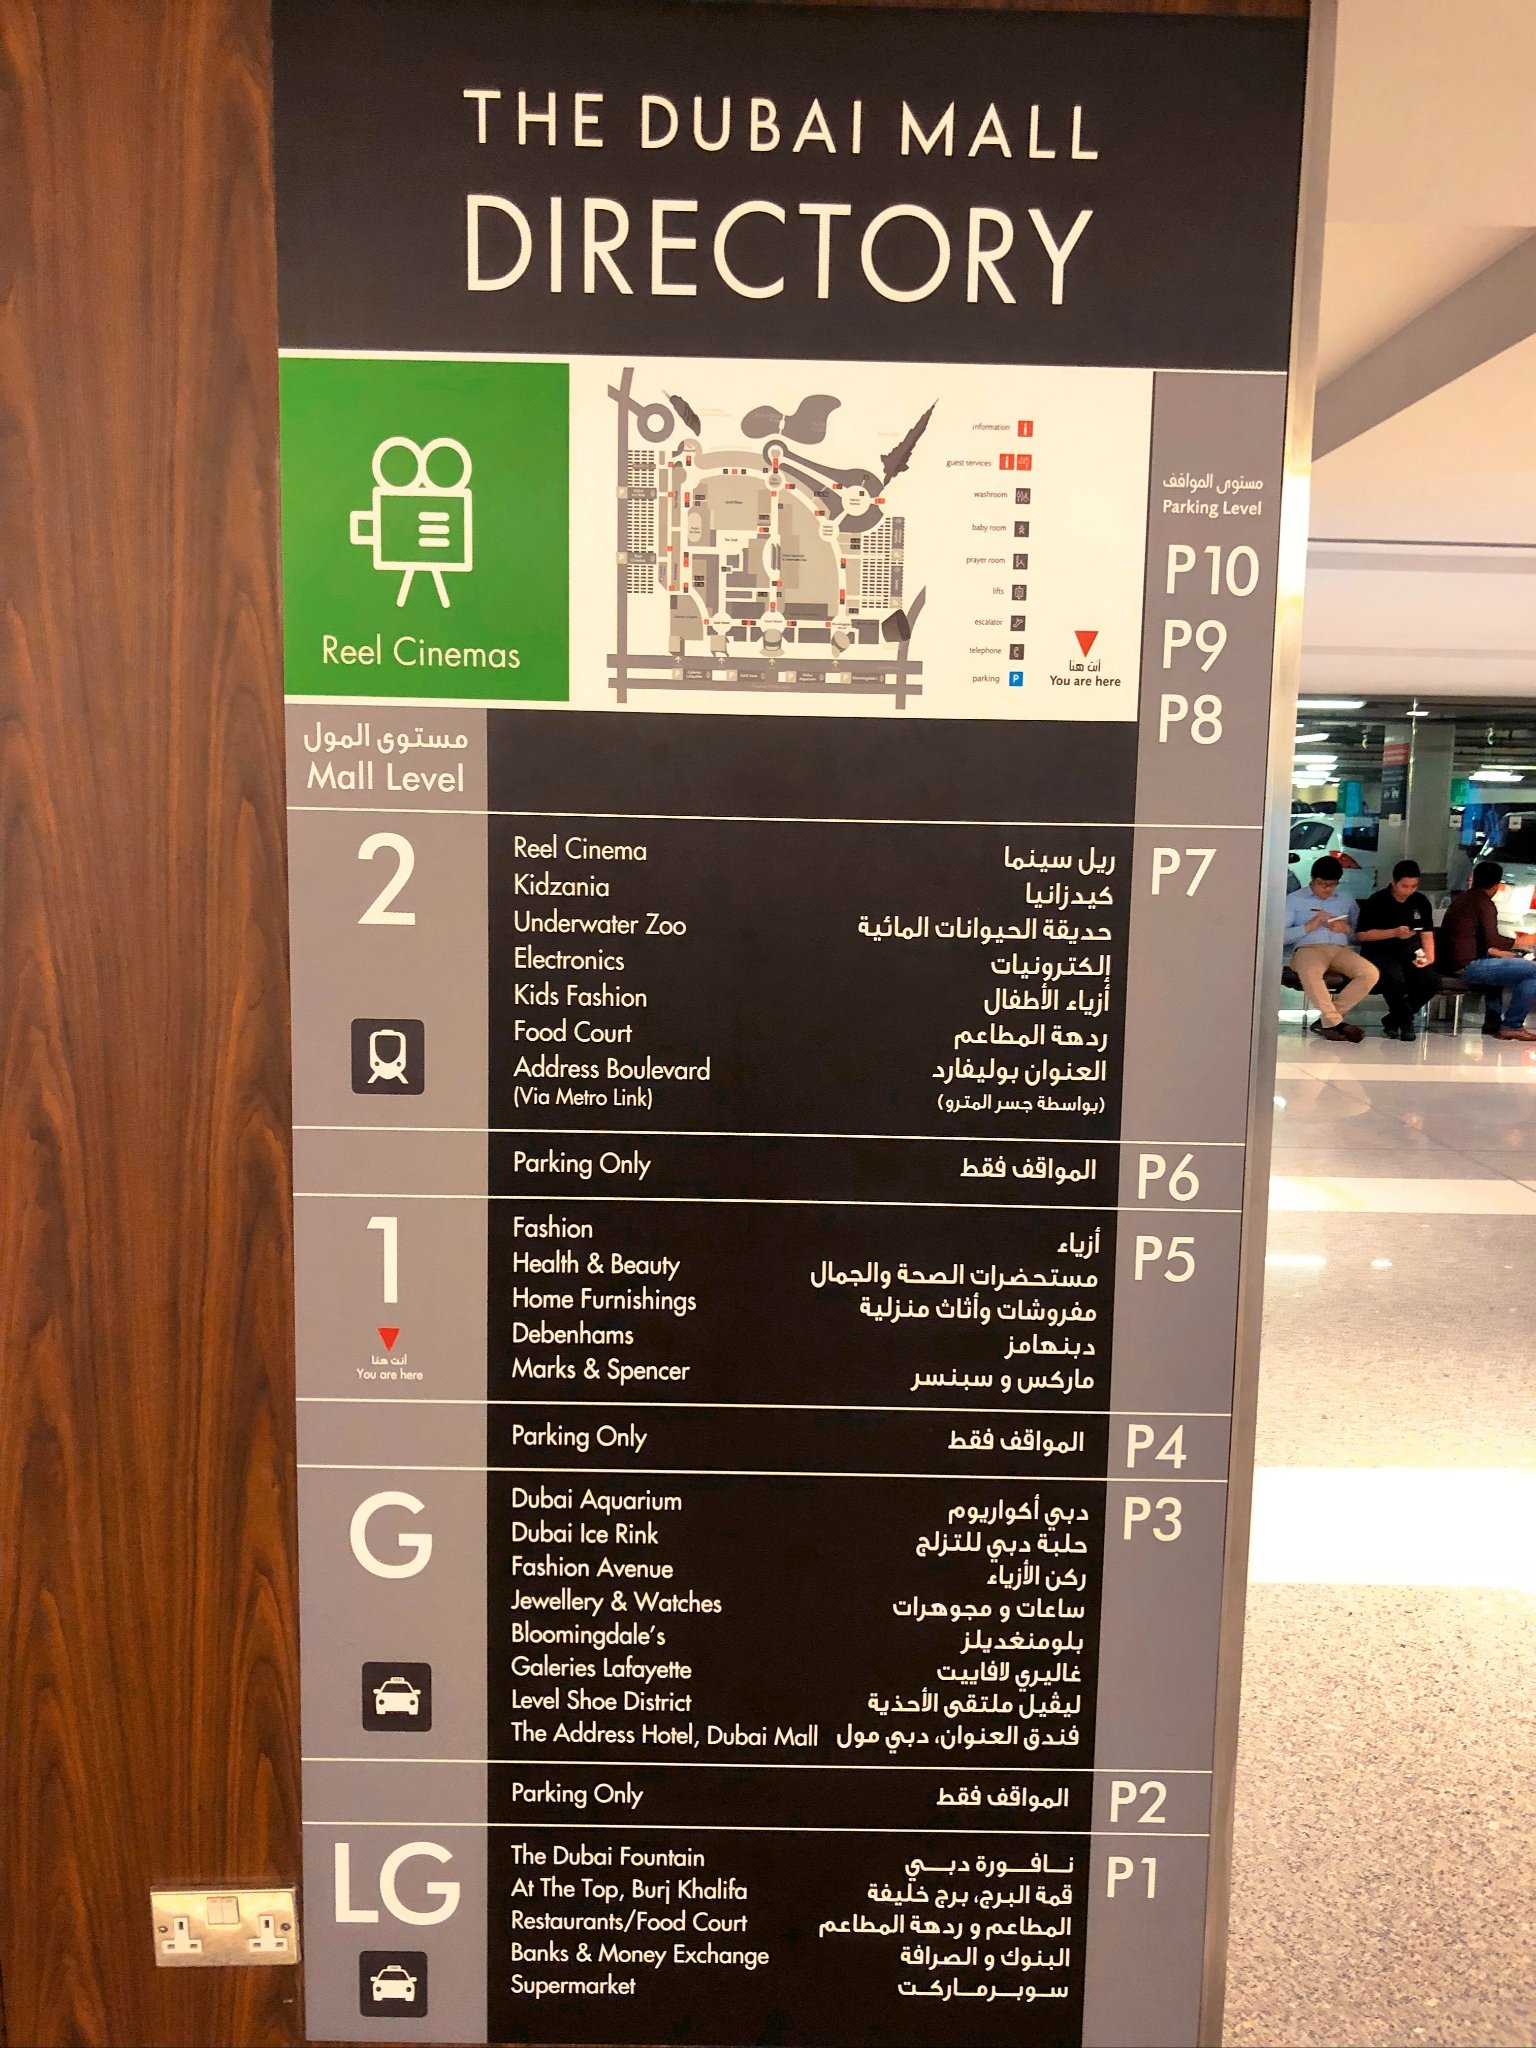 THE DUBAI MALL
DIRECTORY
Reel Cinemas
information
guest services
washroom
baby room
prayer room
lifts
escalator
telephone
parking
P
أنت هنا
You are here
مستوى المواقف
Parking Level
P10
P9
P8
مستوى المول
Mall Level
2
Reel Cinema ريل سينما P7
Kidzania كيدزانيا
Underwater Zoo حديقة الحيوانات المائية
Electronics إلكترونيات
Kids Fashion أزياء الأطفال
Food Court ردهة المطاعم
Address Boulevard العنوان بوليفارد
(Via Metro Link) (بواسطة جسر المترو)
Parking Only المواقف فقط P6
1
Fashion أزياء P5
Health & Beauty مستحضرات الصحة والجمال
Home Furnishings مفروشات وأثاث منزلية
Debenhams دبنهامز
Marks & Spencer ماركس و سبنسر
أنت هنا
You are here
Parking Only المواقف فقط P4
G
Dubai Aquarium دبي أكواريوم P3
Dubai Ice Rink حلبة دبي للتزلج
Fashion Avenue ركن الأزياء
Jewellery & Watches ساعات و مجوهرات
Bloomingdale's بلومنغديلز
Galeries Lafayette غاليري لافاييت
Level Shoe District ليڤيل ملتقى الأحذية
The Address Hotel, Dubai Mall فندق العنوان، دبي مول
Parking Only المواقف فقط P2
LG
The Dubai Fountain نــافــورة دبــي P1
At The Top, Burj Khalifa قمة البرج، برج خليفة
Restaurants/Food Court المطاعم و ردهة المطاعم
Banks & Money Exchange البنوك و الصرافة
Supermarket ســوبــرمــاركــت